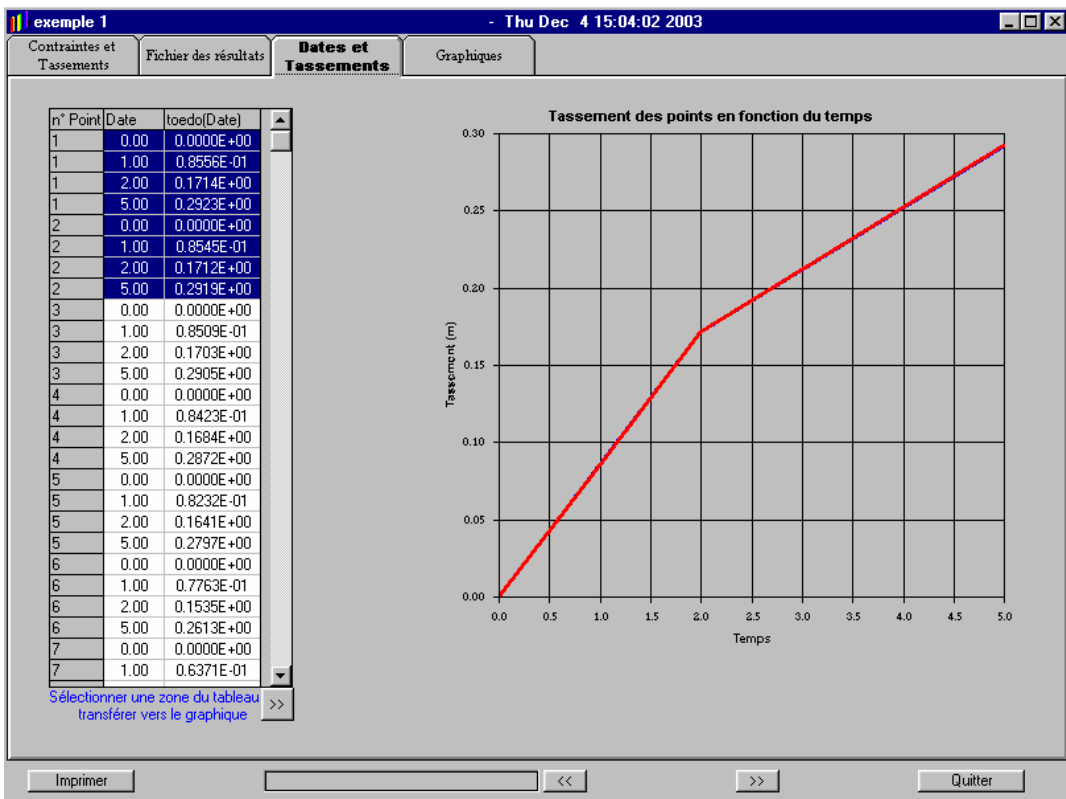 exemple 1 - Thu Dec 4 15:04:02 2003
Contraintes et
Tassements
Fichier des résultats
Dates et
Tassements
Graphiques
n° Point Date toedo(Date)
1 0.00 0.0000E+00
1 1.00 0.8556E-01
1 2.00 0.1714E+00
1 5.00 0.2923E+00
2 0.00 0.0000E+00
2 1.00 0.8545E-01
2 2.00 0.1712E+00
2 5.00 0.2919E+00
3 0.00 0.0000E+00
3 1.00 0.8509E-01
3 2.00 0.1703E+00
3 5.00 0.2905E+00
4 0.00 0.0000E+00
4 1.00 0.8423E-01
4 2.00 0.1684E+00
4 5.00 0.2872E+00
5 0.00 0.0000E+00
5 1.00 0.8232E-01
5 2.00 0.1641E+00
5 5.00 0.2797E+00
6 0.00 0.0000E+00
6 1.00 0.7763E-01
6 2.00 0.1535E+00
6 5.00 0.2613E+00
7 0.00 0.0000E+00
7 1.00 0.6371E-01
Sélectionner une zone du tableau
transférer vers le graphique
>>
Tassement des points en fonction du temps
0.30
0.25
0.20
0.15
0.10
0.05
0.00
Tassement (m)
0.0 0.5 1.0 1.5 2.0 2.5 3.0 3.5 4.0 4.5 5.0
Temps
Imprimer << >> Quitter